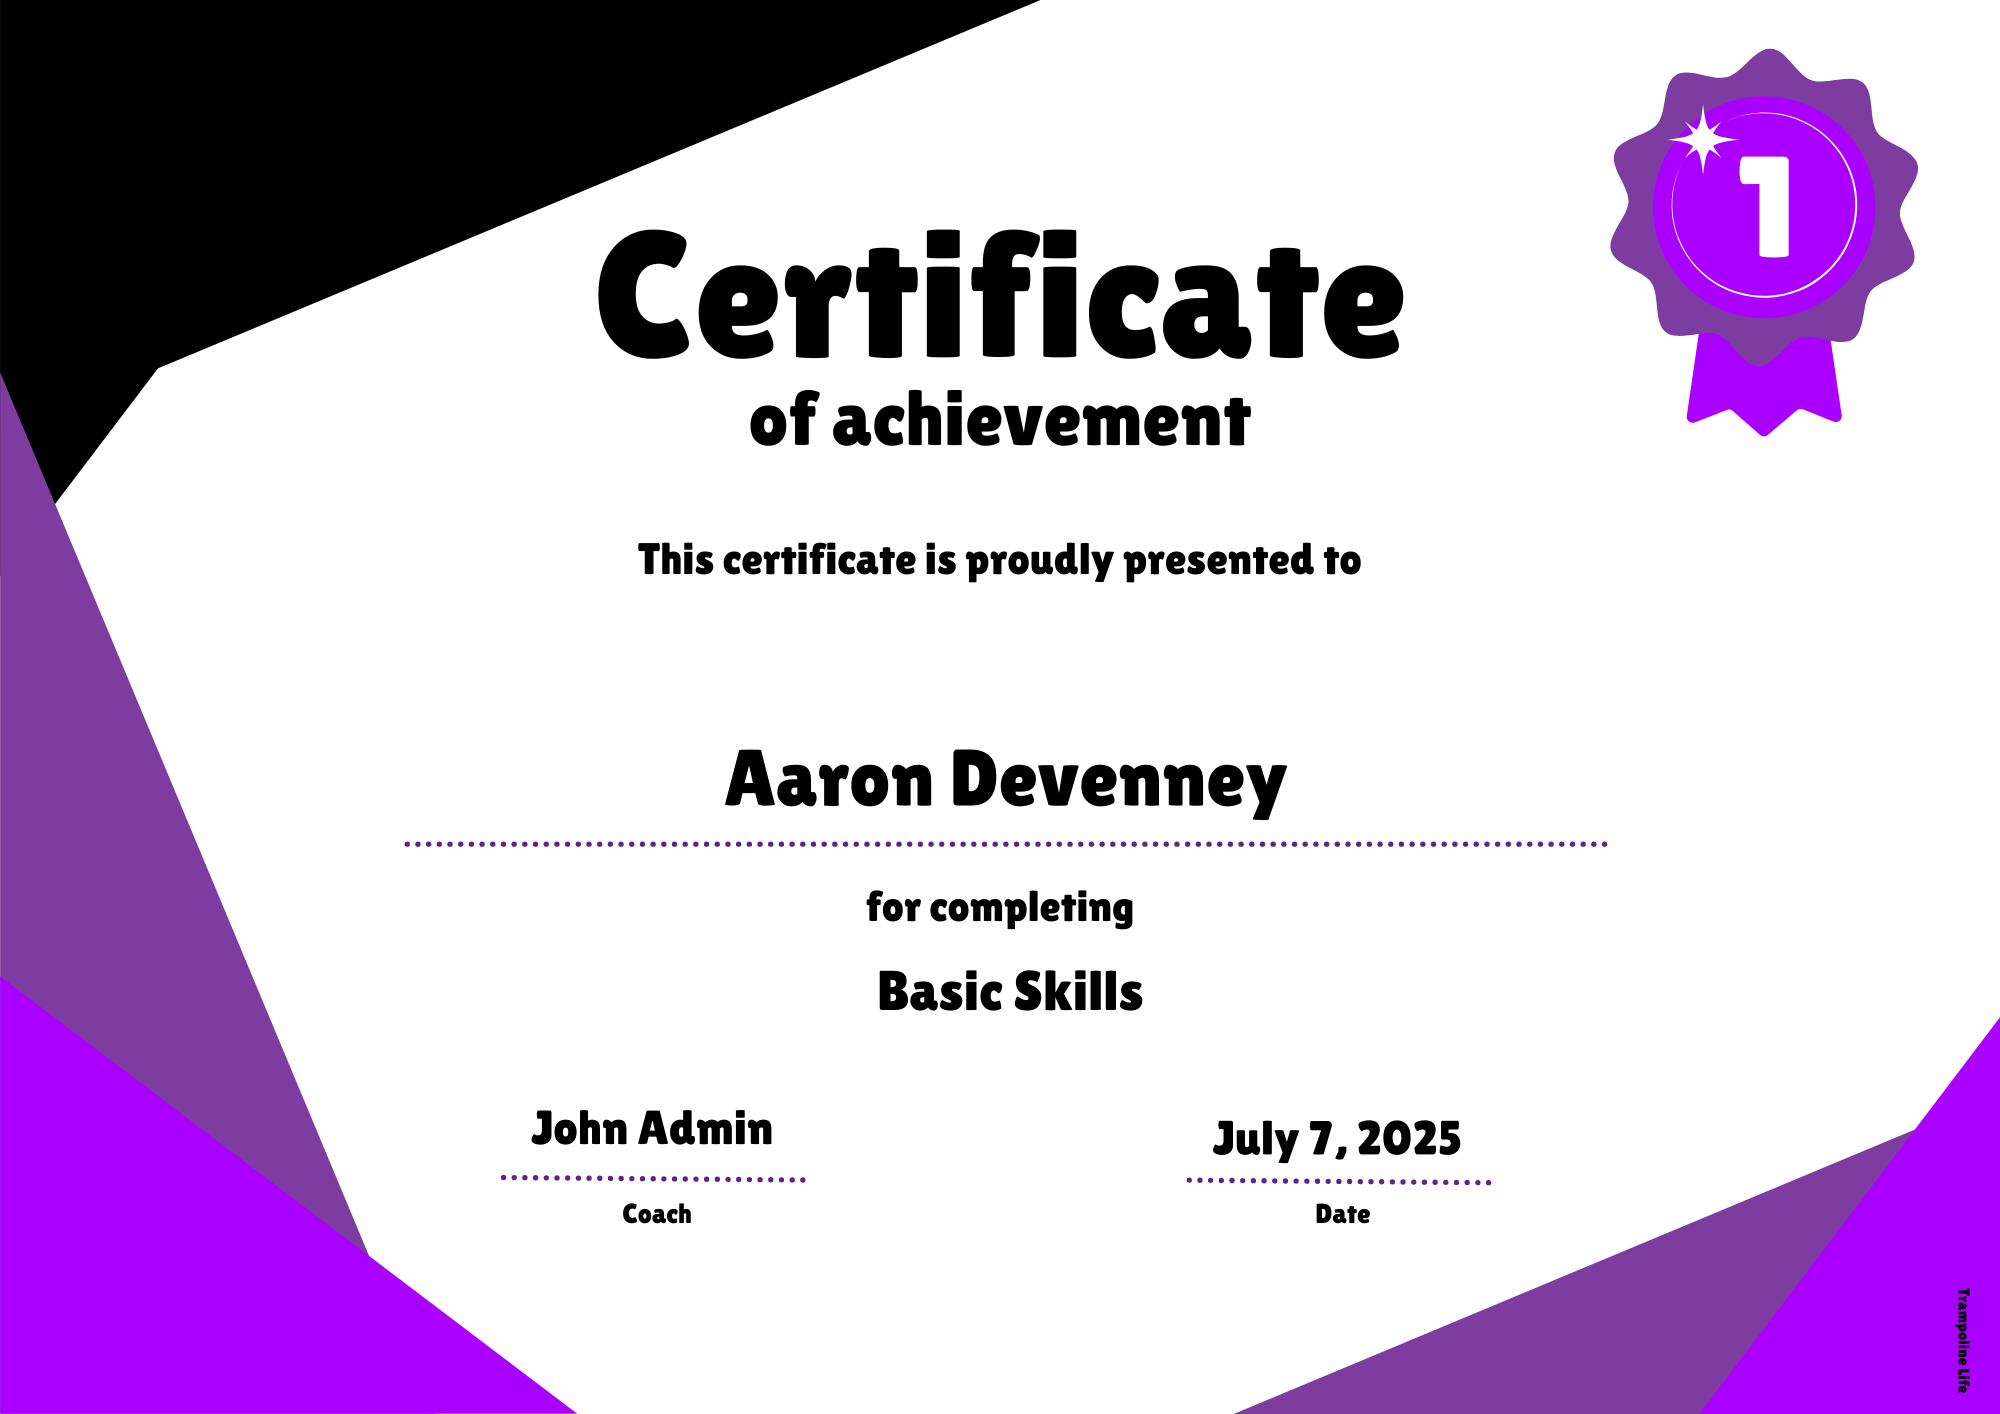 1
Certificate
of achievement
This certificate is proudly presented to
Aaron Devenney
for completing
Basic Skills
John Admin
Coach
July 7, 2025
Date
Trampoline Life